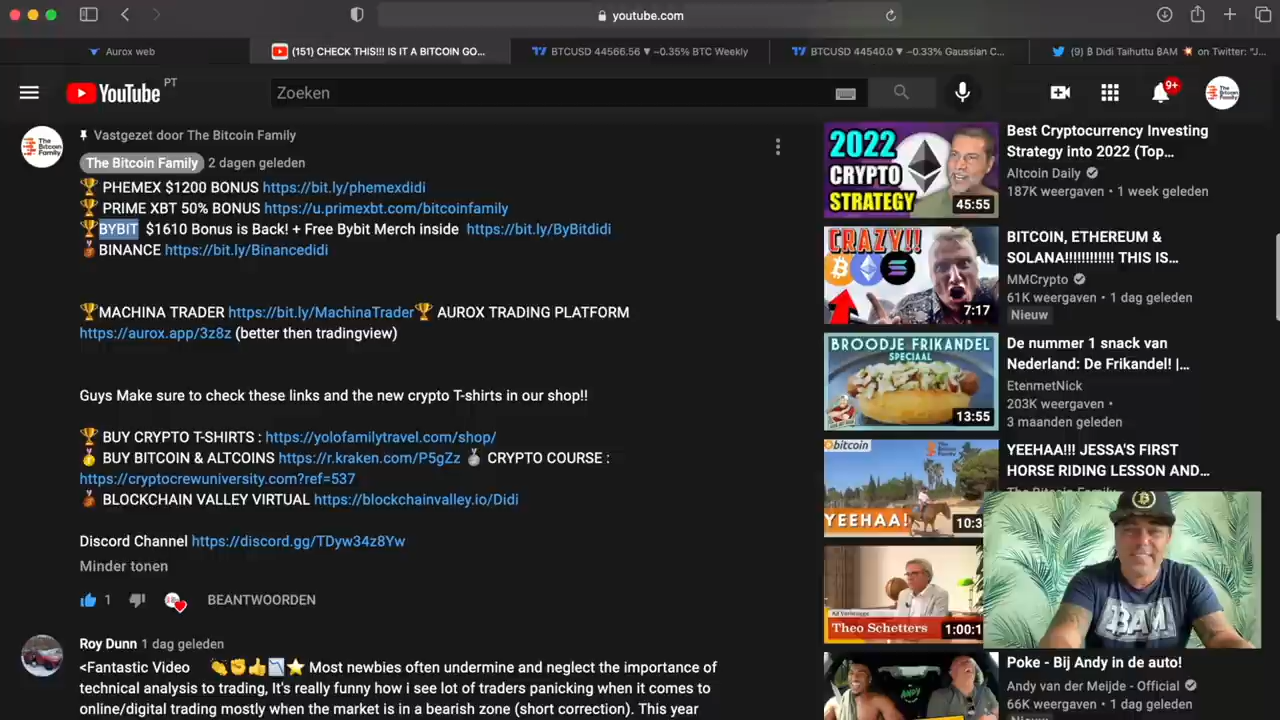 youtube.com
Aurox web
(151) CHECK THIS!!! IS IT A BITCOIN GO...
BTCUSD 44566.56 ▼ −0.35% BTC Weekly
BTCUSD 44540.0 ▼ −0.33% Gaussian C...
(9) ₿ Didi Taihuttu ₿AM 💥 on Twitter: "J...
YouTube PT
Zoeken
9+
The Bitcoin Family
Vastgezet door The Bitcoin Family
The Bitcoin Family 2 dagen geleden
🏆 PHEMEX $1200 BONUS https://bit.ly/phemexdidi
🏆 PRIME XBT 50% BONUS https://u.primexbt.com/bitcoinfamily
🏆BYBIT $1610 Bonus is Back! + Free Bybit Merch inside https://bit.ly/ByBitdidi
🥉BINANCE https://bit.ly/Binancedidi
🏆MACHINA TRADER https://bit.ly/MachinaTrader🏆 AUROX TRADING PLATFORM
https://aurox.app/3z8z (better then tradingview)
Guys Make sure to check these links and the new crypto T-shirts in our shop!!
🏆 BUY CRYPTO T-SHIRTS : https://yolofamilytravel.com/shop/
🥇 BUY BITCOIN & ALTCOINS https://r.kraken.com/P5gZz 🥈 CRYPTO COURSE :
https://cryptocrewuniversity.com?ref=537
🥉 BLOCKCHAIN VALLEY VIRTUAL https://blockchainvalley.io/Didi
Discord Channel https://discord.gg/TDyw34z8Yw
Minder tonen
1 BEANTWOORDEN
Roy Dunn 1 dag geleden
<Fantastic Video 👏✊👍📉⭐ Most newbies often undermine and neglect the importance of
technical analysis to trading, It's really funny how i see lot of traders panicking when it comes to
online/digital trading mostly when the market is in a bearish zone (short correction). This year
2022
CRYPTO
STRATEGY
45:55
Best Cryptocurrency Investing
Strategy into 2022 (Top...
Altcoin Daily
187K weergaven • 1 week geleden
CRAZY!!
7:17
BITCOIN, ETHEREUM &
SOLANA!!!!!!!!!!!! THIS IS...
MMCrypto
61K weergaven • 1 dag geleden
Nieuw
BROODJE FRIKANDEL
SPECIAAL
13:55
De nummer 1 snack van
Nederland: De Frikandel! |...
EtenmetNick
203K weergaven •
3 maanden geleden
bitcoin
YEEHAA!
10:3
YEEHAA!!! JESSA'S FIRST
HORSE RIDING LESSON AND...
Theo Schetters
1:00:1
BAM!
ANDY
Poke - Bij Andy in de auto!
Andy van der Meijde - Official
66K weergaven • 1 dag geleden